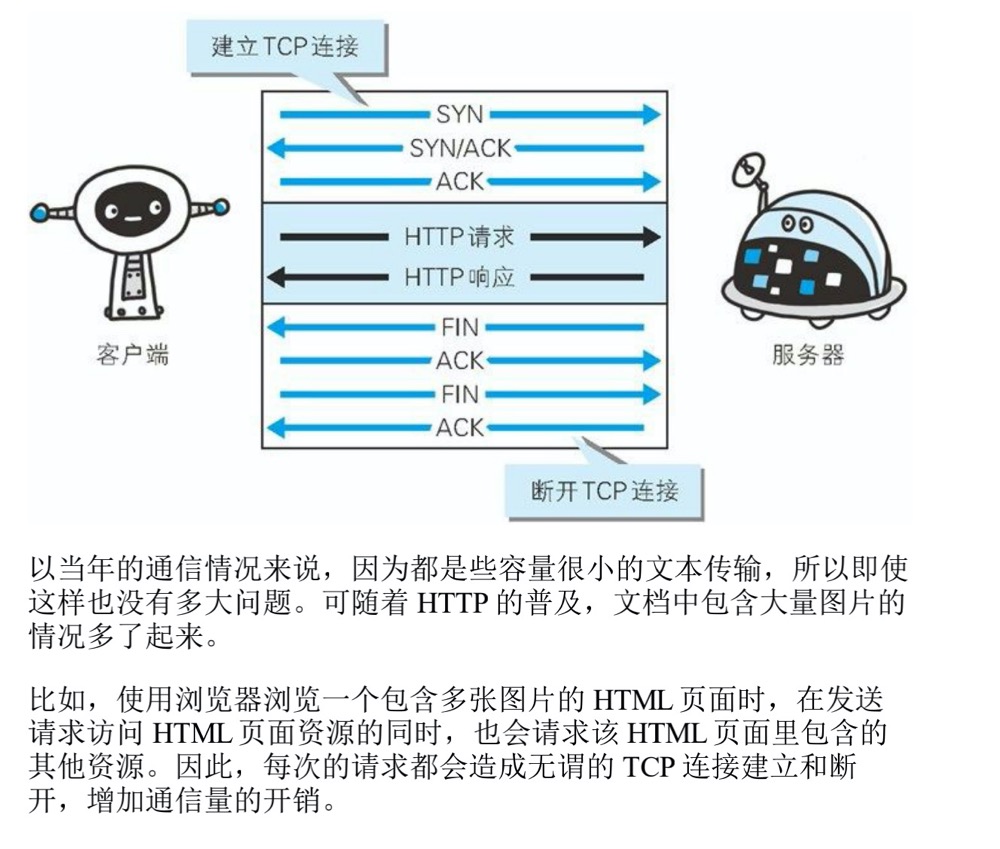 建立TCP连接
SYN
SYN/ACK
ACK
HTTP请求
HTTP响应
FIN
ACK
FIN
ACK
客户端
服务器
断开TCP连接
以当年的通信情况来说，因为都是些容量很小的文本传输，所以即使
这样也没有多大问题。可随着 HTTP 的普及，文档中包含大量图片的
情况多了起来。
比如，使用浏览器浏览一个包含多张图片的 HTML 页面时，在发送
请求访问 HTML 页面资源的同时，也会请求该 HTML 页面里包含的
其他资源。因此，每次的请求都会造成无谓的 TCP 连接建立和断
开，增加通信量的开销。